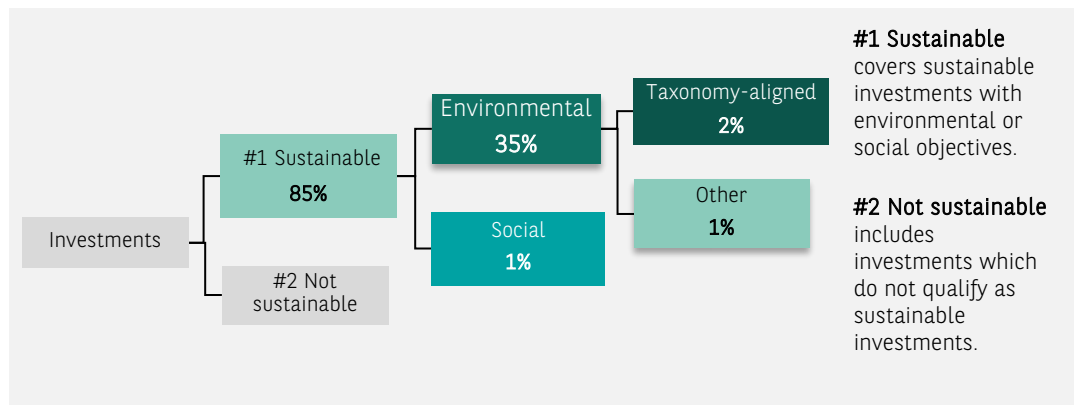 Investments
#1 Sustainable
85%
#2 Not
sustainable
Environmental
35%
Social
1%
Taxonomy-aligned
2%
Other
1%
#1 Sustainable
covers sustainable
investments with
environmental or
social objectives.
#2 Not sustainable
includes
investments which
do not qualify as
sustainable
investments.